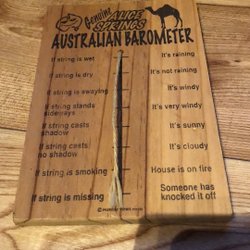 Genuine
ALICE
SPRINGS
AUSTRALIAN BAROMETER
If string is wet It's raining
If string is dry It's not raining
If string is swaying It's windy
If string stands
sideways It's very windy
If string casts
shadow It's sunny
If string casts
no shadow It's cloudy
If string is smoking House is on fire
If string is missing Someone has
knocked it off